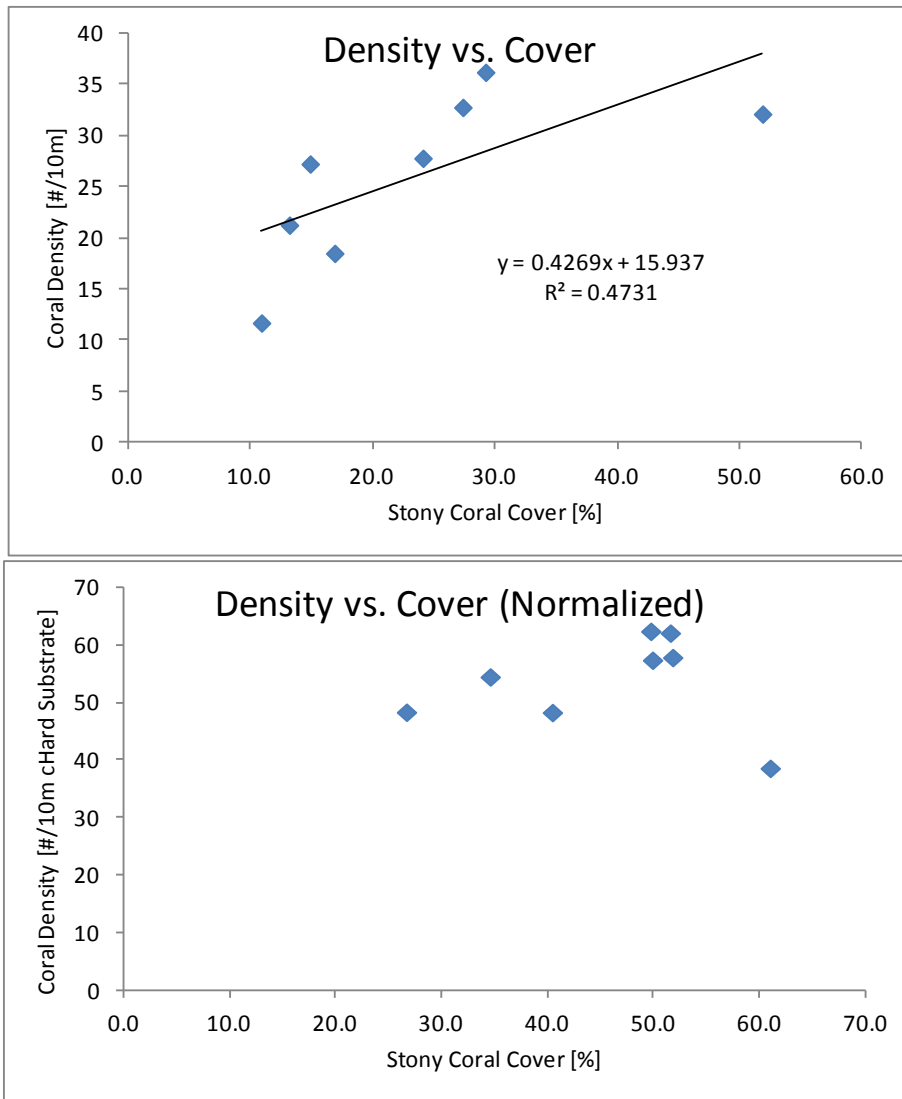 Density vs. Cover
40
35
30
25
20
15
10
5
0
Coral Density [#/10m]
y = 0.4269x + 15.937
R² = 0.4731
0.0 10.0 20.0 30.0 40.0 50.0 60.0
Stony Coral Cover [%]
Density vs. Cover (Normalized)
70
60
50
40
30
20
10
0
Coral Density [#/10m cHard Substrate]
0.0 10.0 20.0 30.0 40.0 50.0 60.0 70.0
Stony Coral Cover [%]